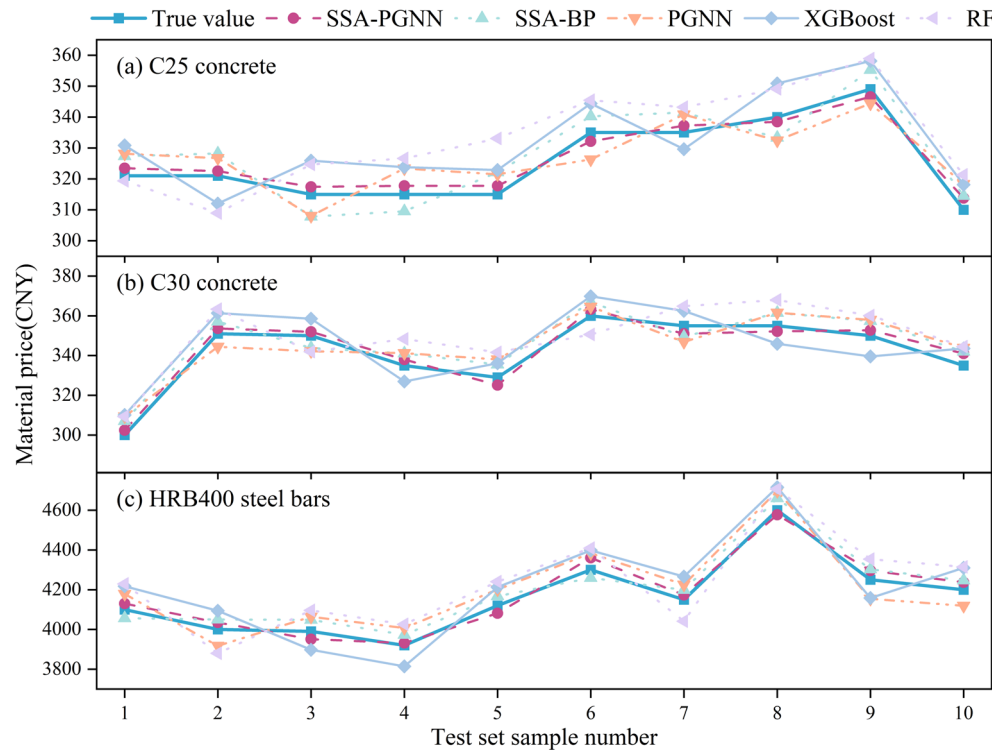 True value SSA-PGNN SSA-BP PGNN XGBoost RF
(a) C25 concrete
360
350
340
330
320
310
300
(b) C30 concrete
380
360
340
320
300
(c) HRB400 steel bars
4600
4400
4200
4000
3800
Material price(CNY)
1 2 3 4 5 6 7 8 9 10
Test set sample number